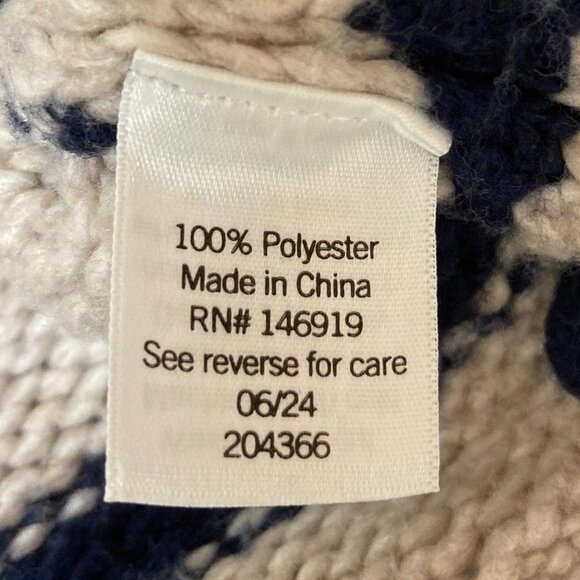 100% Polyester
Made in China
RN# 146919
See reverse for care
06/24
204366